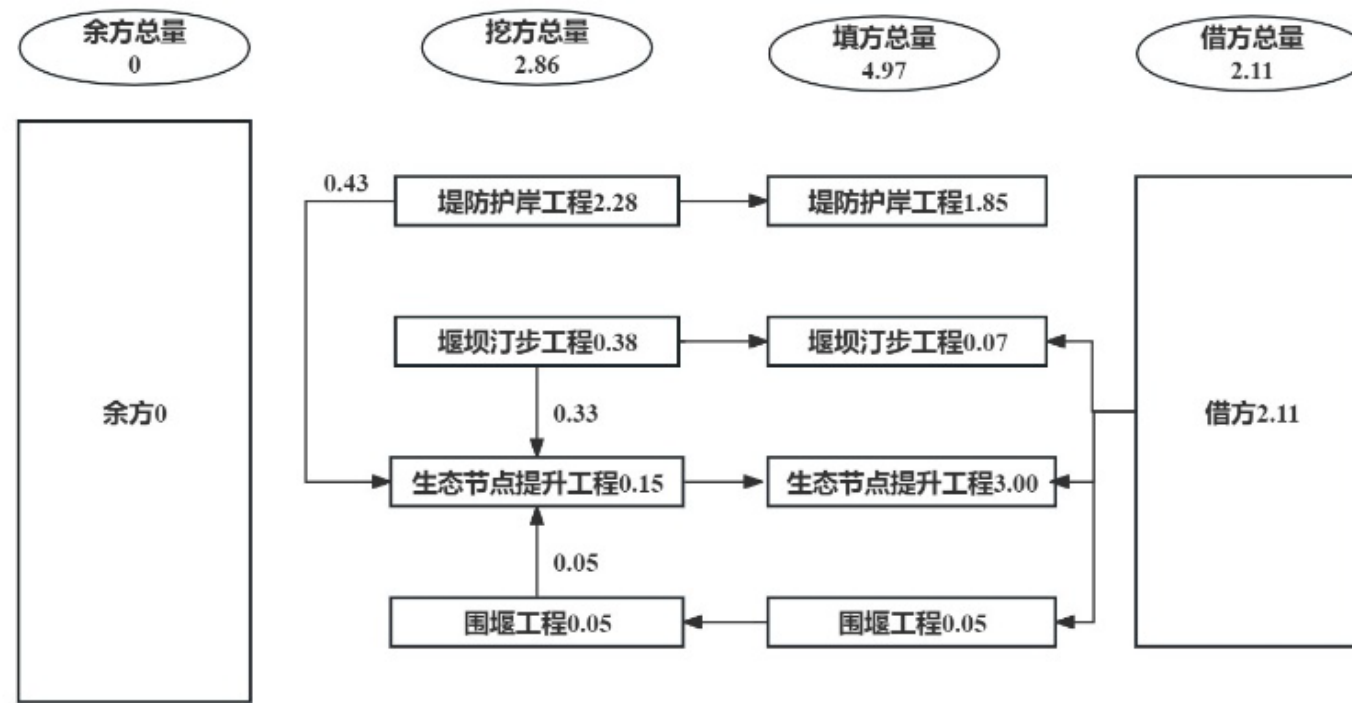 余方总量
0
挖方总量
2.86
填方总量
4.97
借方总量
2.11
0.43
堤防护岸工程2.28
堤防护岸工程1.85
堰坝汀步工程0.38
堰坝汀步工程0.07
余方0
0.33
借方2.11
生态节点提升工程0.15
生态节点提升工程3.00
0.05
围堰工程0.05
围堰工程0.05